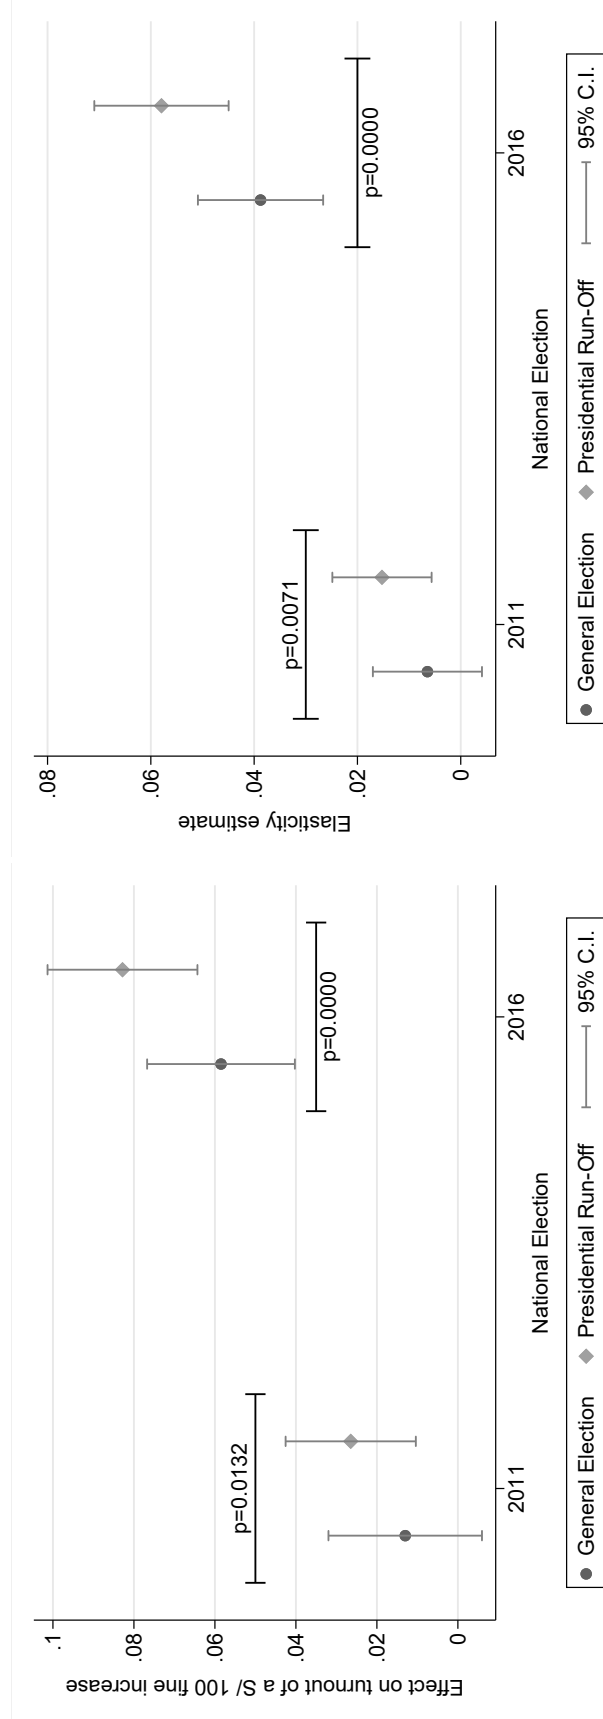 Effect on turnout of a S/ 100 fine increase
.1
.08
.06
.04
.02
0
p=0.0132
p=0.0000
2011
2016
National Election
General Election
Presidential Run-Off
95% C.I.
Elasticity estimate
.08
.06
.04
.02
0
p=0.0071
p=0.0000
2011
2016
National Election
General Election
Presidential Run-Off
95% C.I.